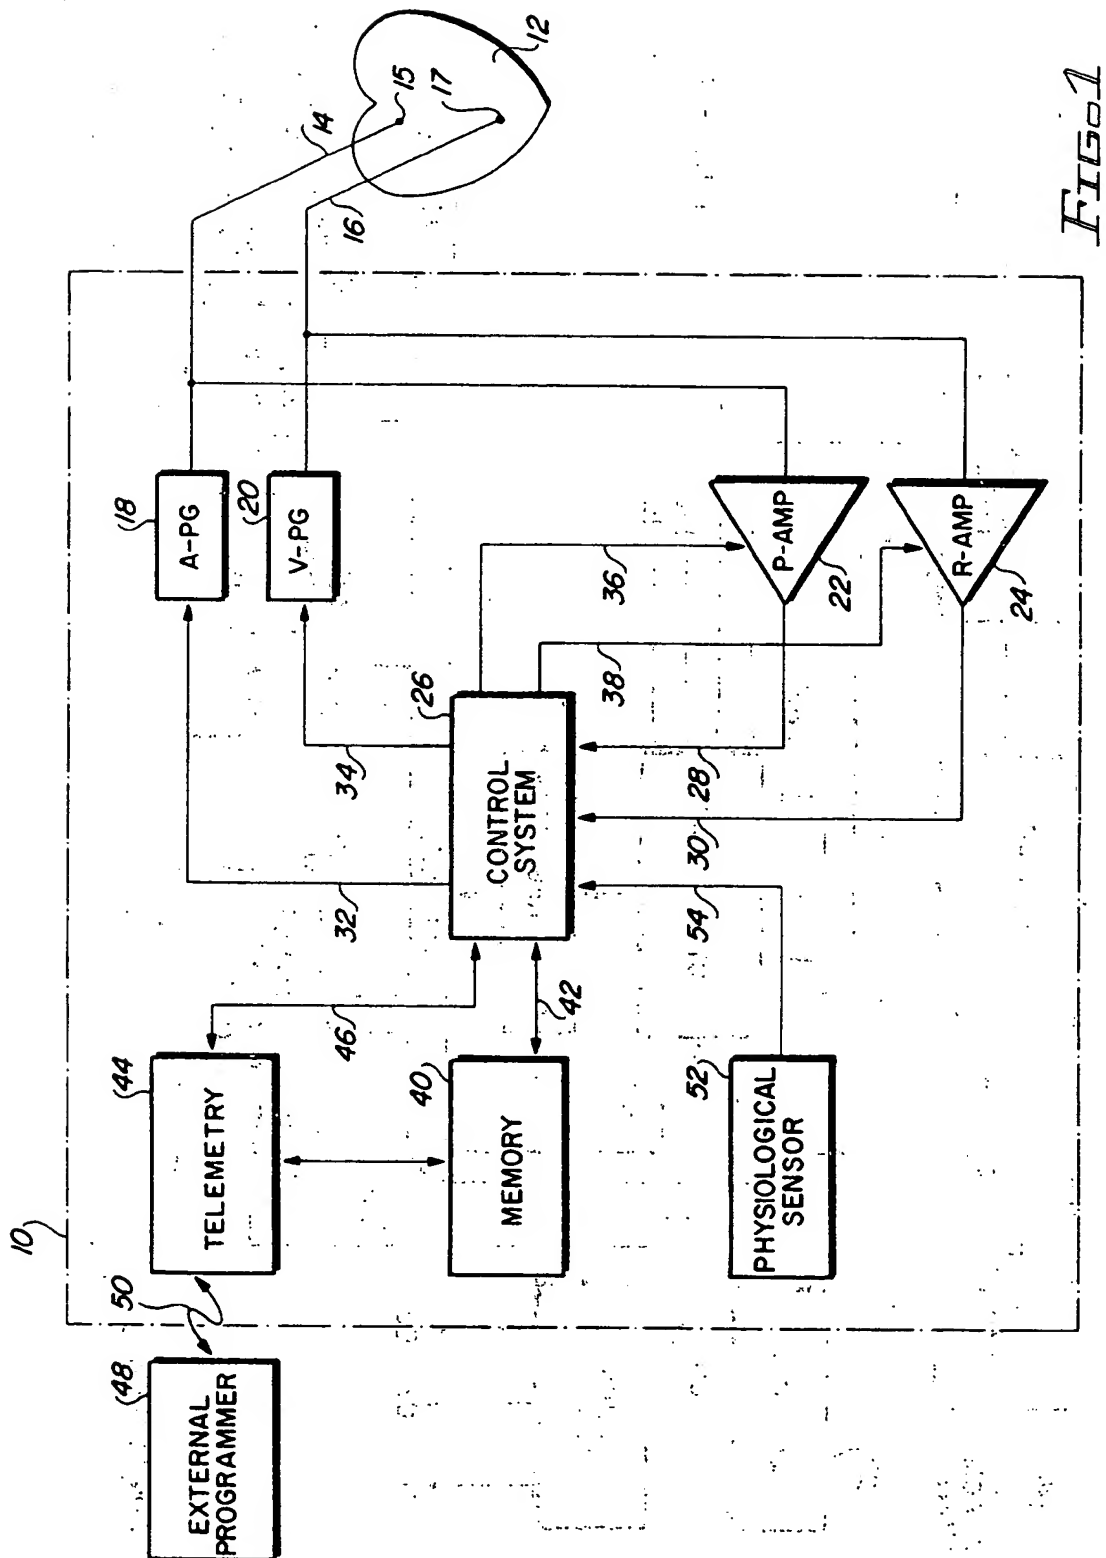 10
48
EXTERNAL
PROGRAMMER
50
44
TELEMETRY
46
40
MEMORY
42
52
PHYSIOLOGICAL
SENSOR
54
32
34
26
CONTROL
SYSTEM
28
30
36
38
18
A-PG
20
V-PG
P-AMP
22
R-AMP
24
14
16
15
17
12
FIG. 1